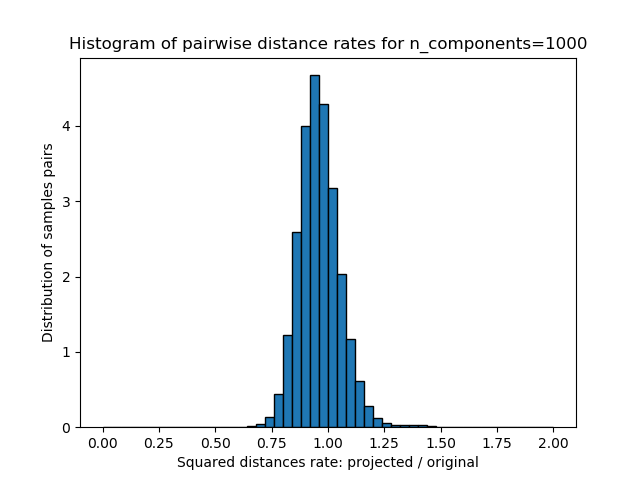 Histogram of pairwise distance rates for n_components=1000
Distribution of samples pairs
4
3
2
1
0
0.00 0.25 0.50 0.75 1.00 1.25 1.50 1.75 2.00
Squared distances rate: projected / original